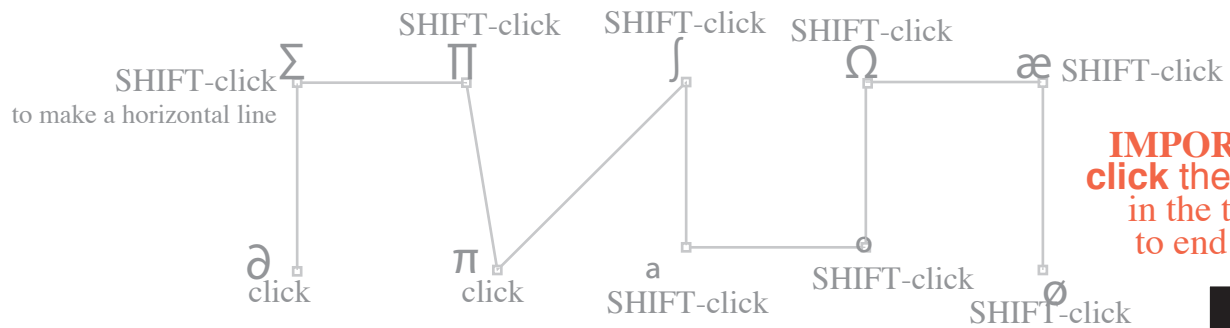 SHIFT-click
SHIFT-click
SHIFT-click
Σ
∏
∫
Ω
æ
SHIFT-click
SHIFT-click
to make a horizontal line
IMPOR
click the
in the t
to end
∂
π
a
o
ø
click
click
SHIFT-click
SHIFT-click
SHIFT-click